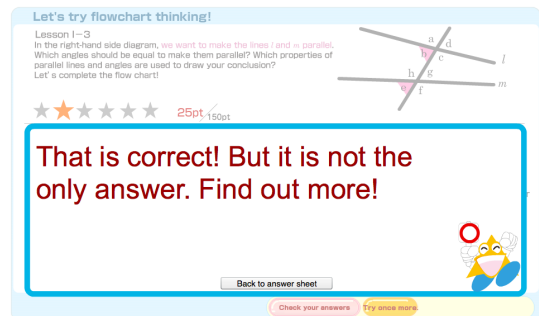 Let's try flowchart thinking!
Lesson I-3
In the right-hand side diagram, we want to make the lines l and m parallel.
Which angles should be equal to make them parallel? Which properties of
parallel lines and angles are used to draw your conclusion?
Let's complete the flow chart!
a
d
b
c
l
h
g
m
e
f
25pt/150pt
That is correct! But it is not the
only answer. Find out more!
Back to answer sheet
Check your answers
Try once more